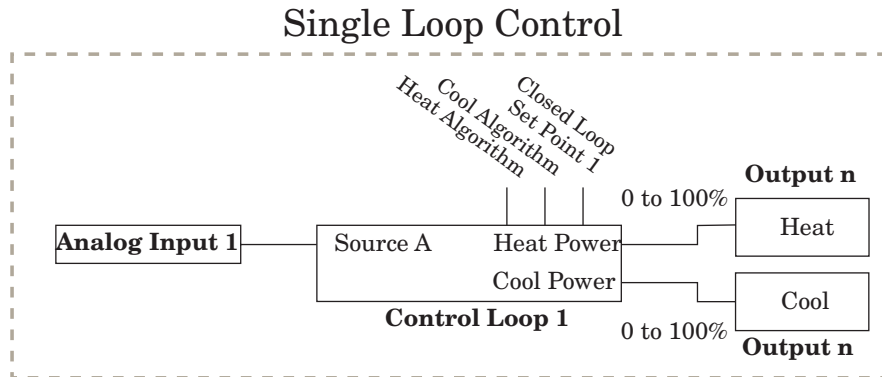 Single Loop Control
Heat Algorithm
Cool Algorithm
Closed Loop
Set Point 1
Output n
0 to 100%
Heat
Analog Input 1
Source A
Heat Power
Cool Power
Cool
Control Loop 1
0 to 100%
Output n